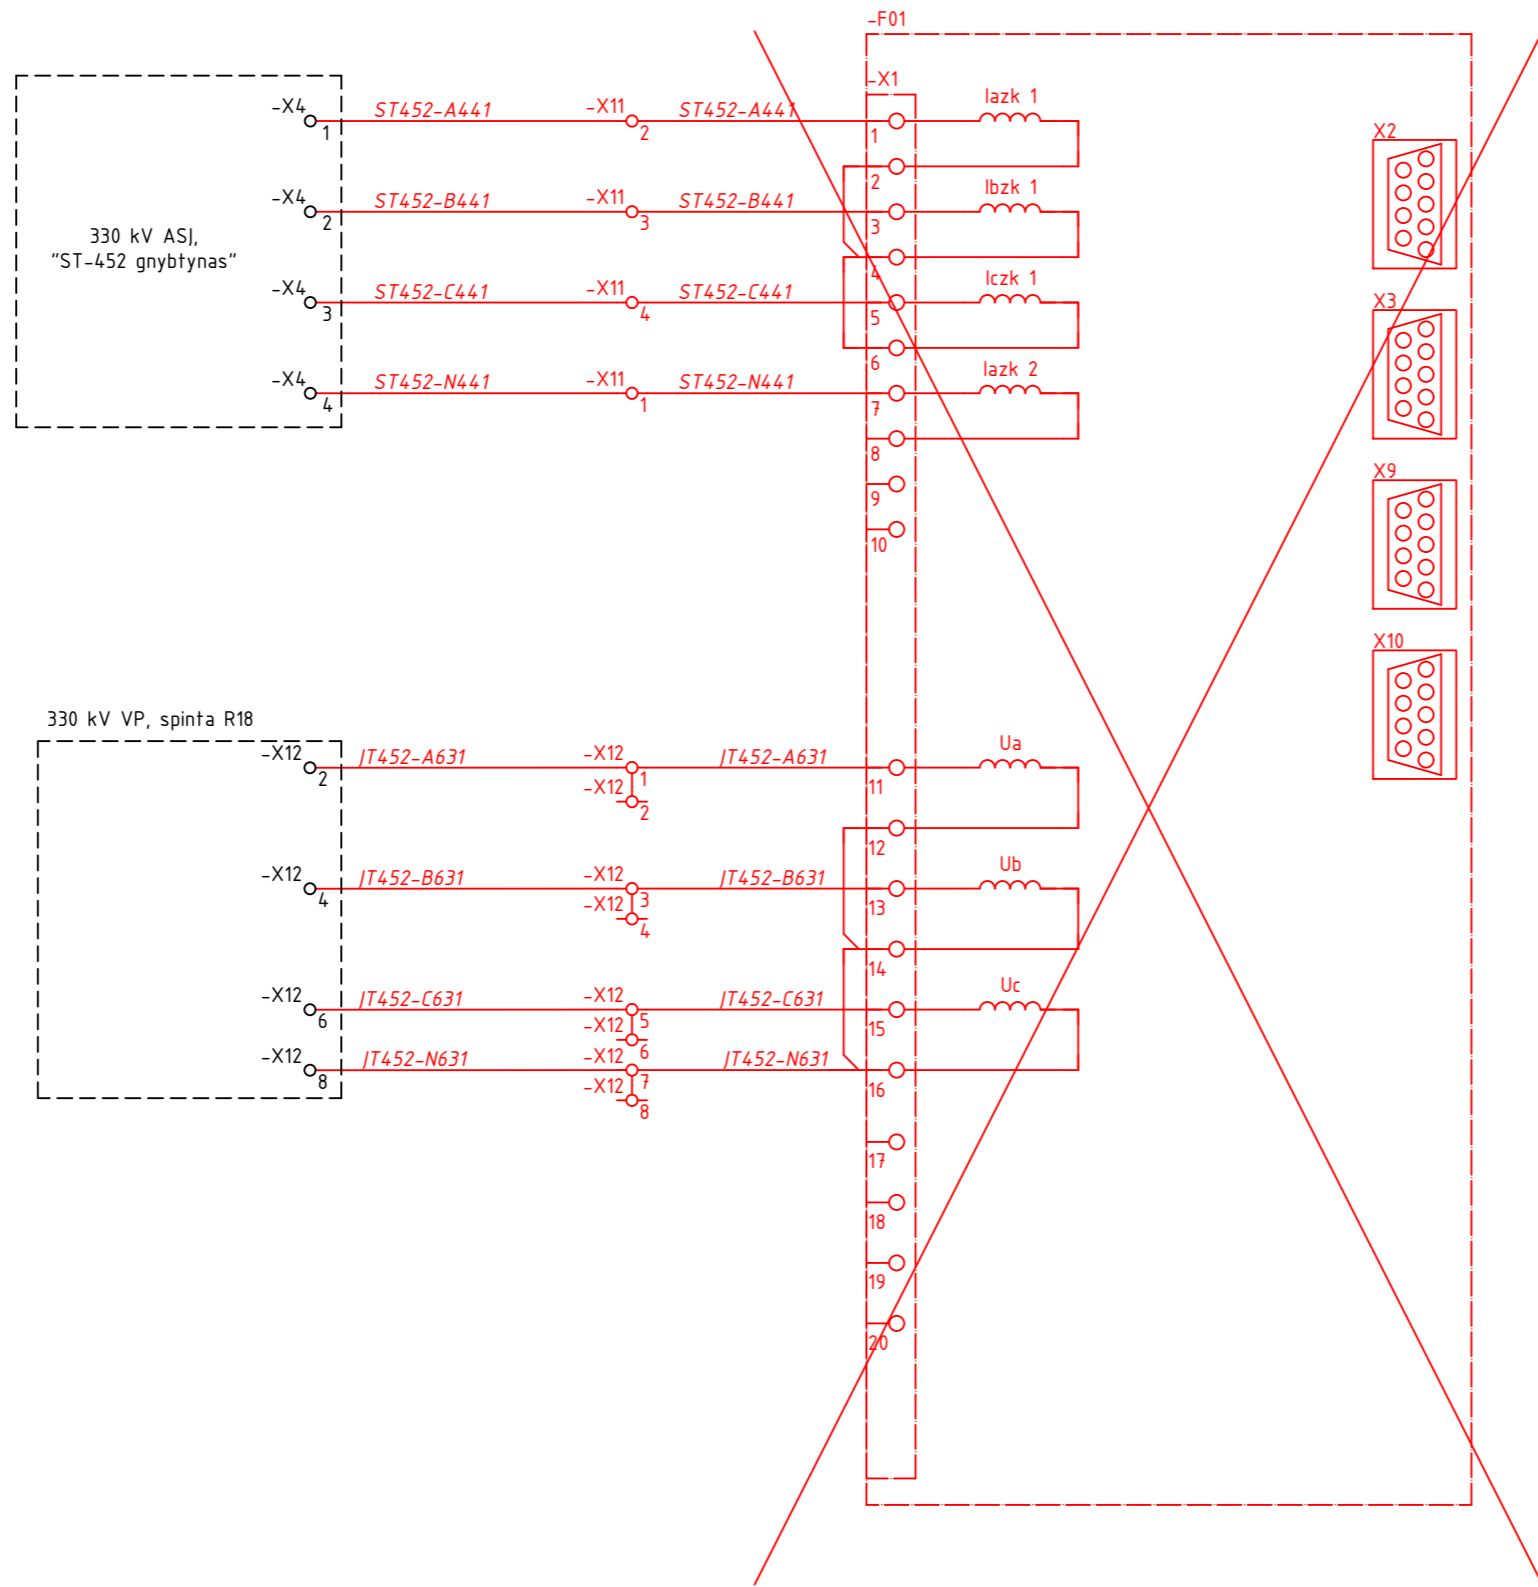 -F01
-X1
-X4 1 ST452-A441 -X11 2 ST452-A441 1 Iazk 1
2
-X4 2 ST452-B441 -X11 3 ST452-B441 3 Ibzk 1
4
-X4 3 ST452-C441 -X11 4 ST452-C441 5 Iczk 1
6
-X4 4 ST452-N441 -X11 1 ST452-N441 7 Iazk 2
8
9
10
330 kV ASĮ,
"ST-452 gnybtynas"
X2
X3
X9
X10
330 kV VP, spinta R18
-X12 2 JT452-A631 -X12 1 JT452-A631 11 Ua
-X12 2
12
-X12 4 JT452-B631 -X12 3 JT452-B631 13 Ub
-X12 4
14
-X12 6 JT452-C631 -X12 5 JT452-C631 15 Uc
-X12 6
-X12 8 JT452-N631 -X12 7 JT452-N631 16
-X12 8
17
18
19
20